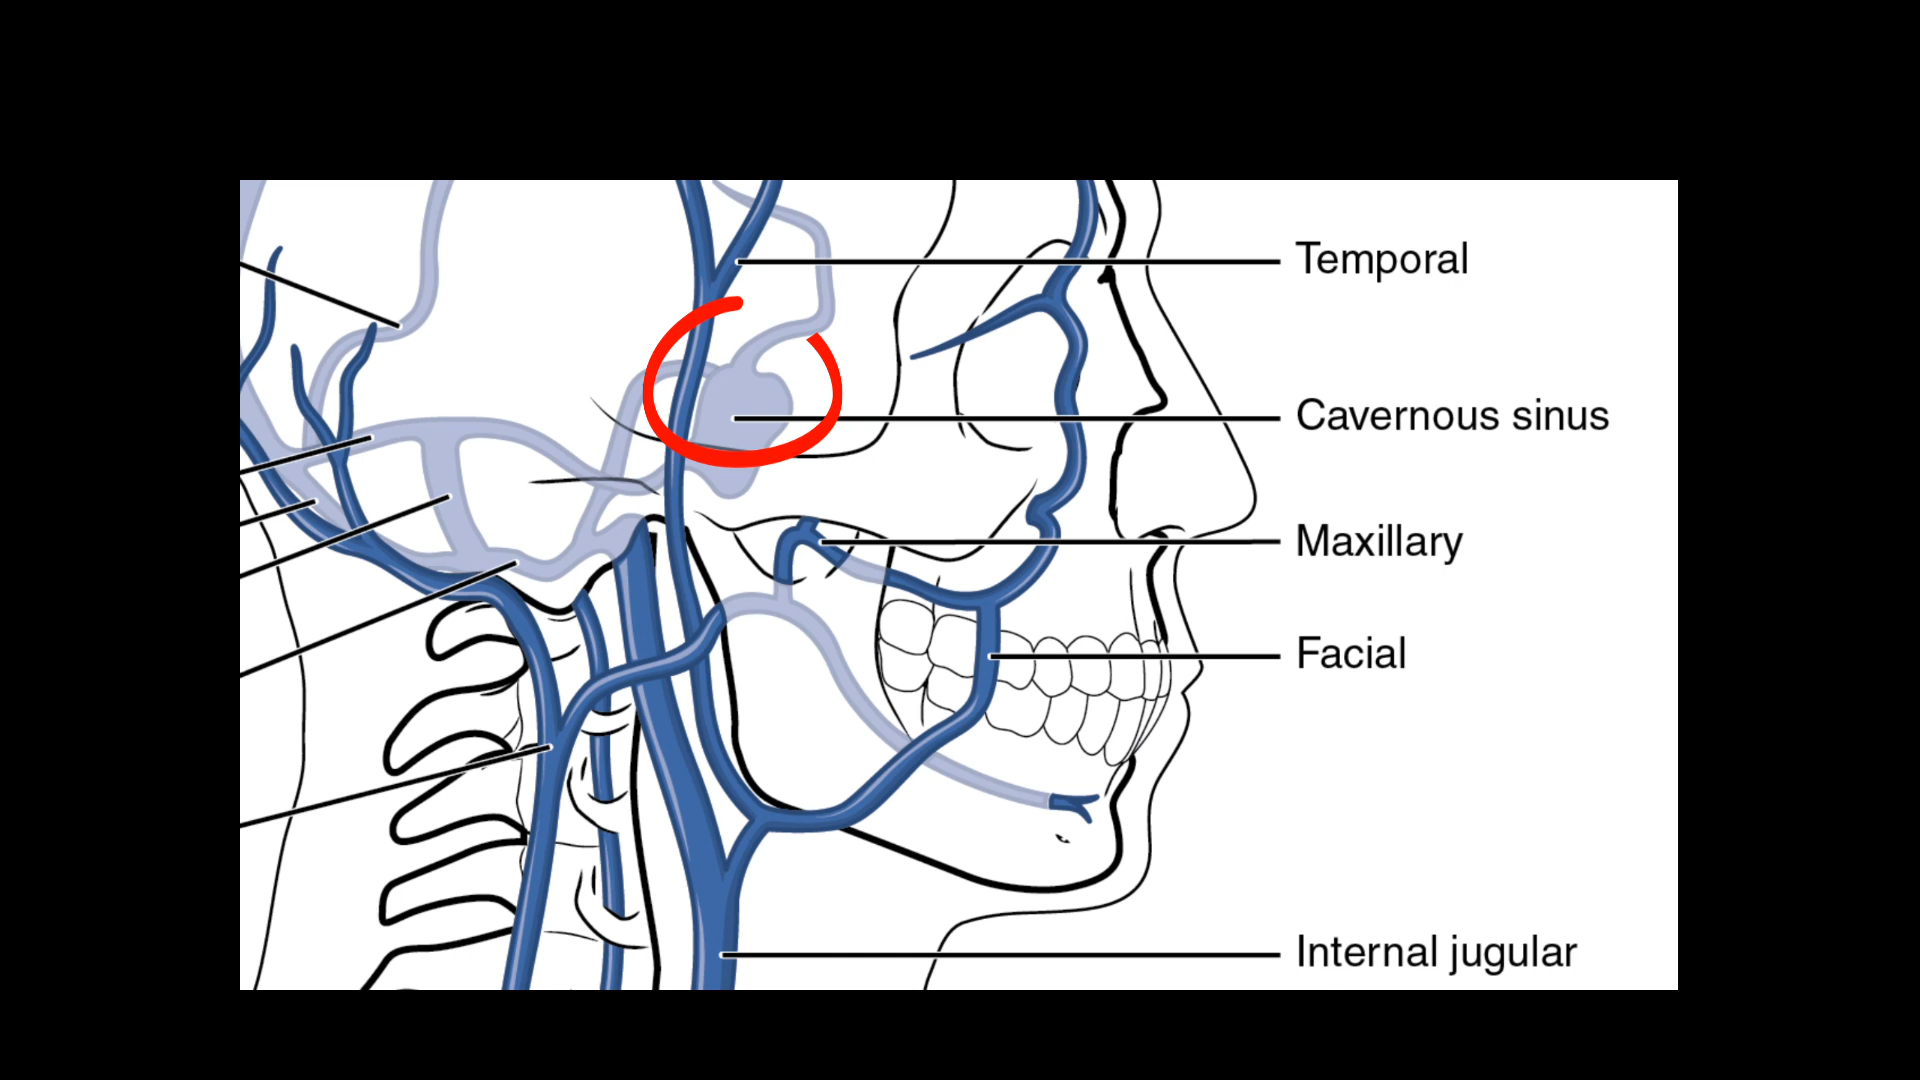 Temporal
Cavernous sinus
Maxillary
Facial
Internal jugular